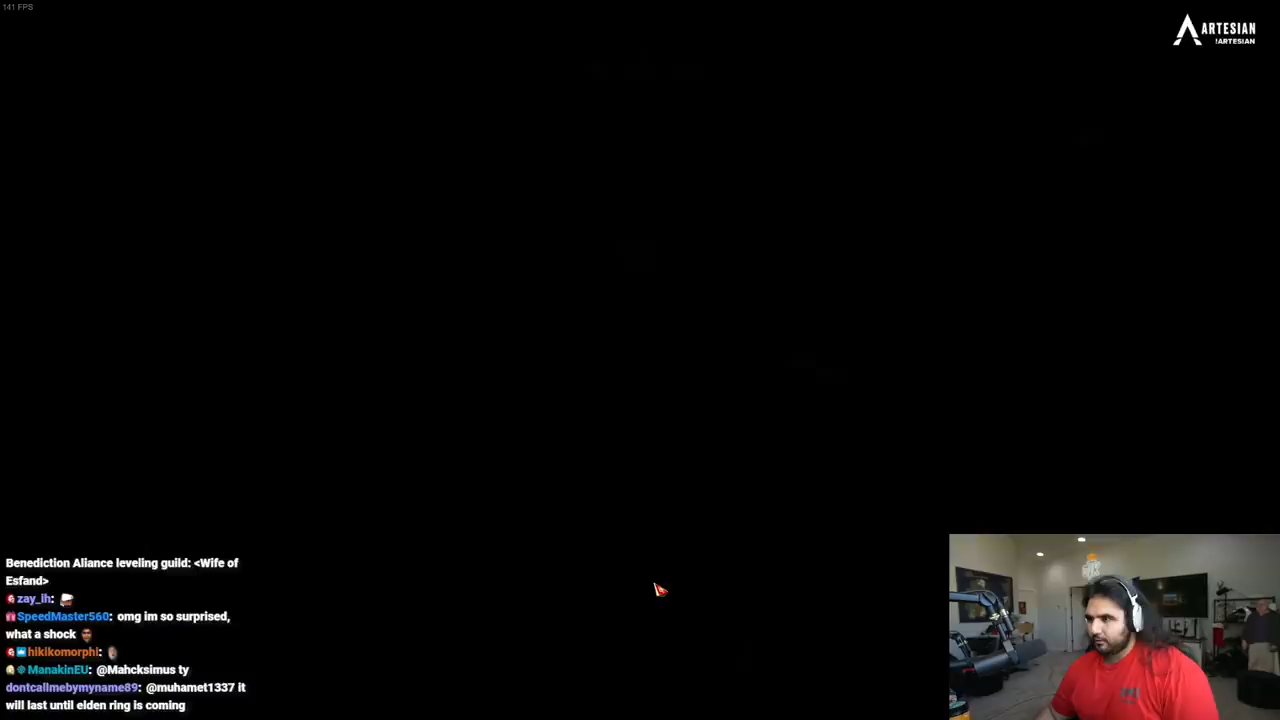 141 FPS
ARTESIAN
!ARTESIAN
Benediction Aliance leveling guild: <Wife of
Esfand>
zay_ih:
SpeedMaster560: omg im so surprised,
what a shock
hikikomorphi:
ManakinEU: @Mahcksimus ty
dontcallmebymyname89: @muhamet1337 it
will last until elden ring is coming